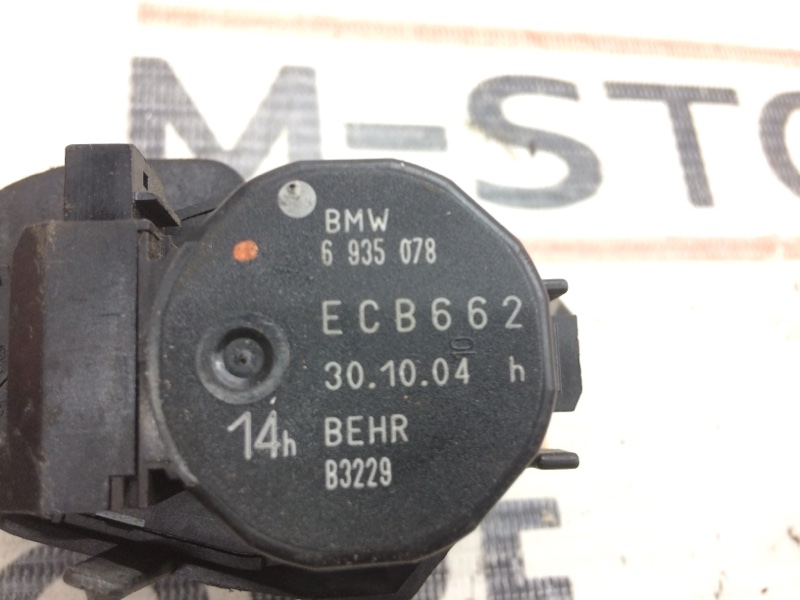 M-STO
BMW
6 935 078
ECB662
30.10.04 h
14h
BEHR
B3229